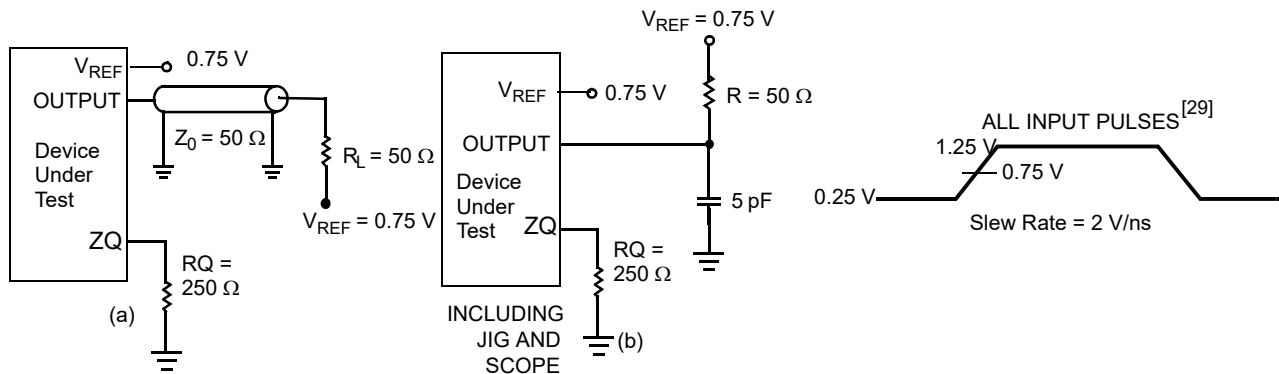 V_REF
0.75 V
OUTPUT
Z_0 = 50 Ω
Device
Under
Test
R_L = 50 Ω
V_REF = 0.75 V
ZQ
RQ =
250 Ω
(a)
V_REF = 0.75 V
V_REF
0.75 V
R = 50 Ω
OUTPUT
Device
Under
Test
5 pF
ZQ
RQ =
250 Ω
INCLUDING
JIG AND
SCOPE
(b)
ALL INPUT PULSES[29]
1.25 V
0.75 V
0.25 V
Slew Rate = 2 V/ns